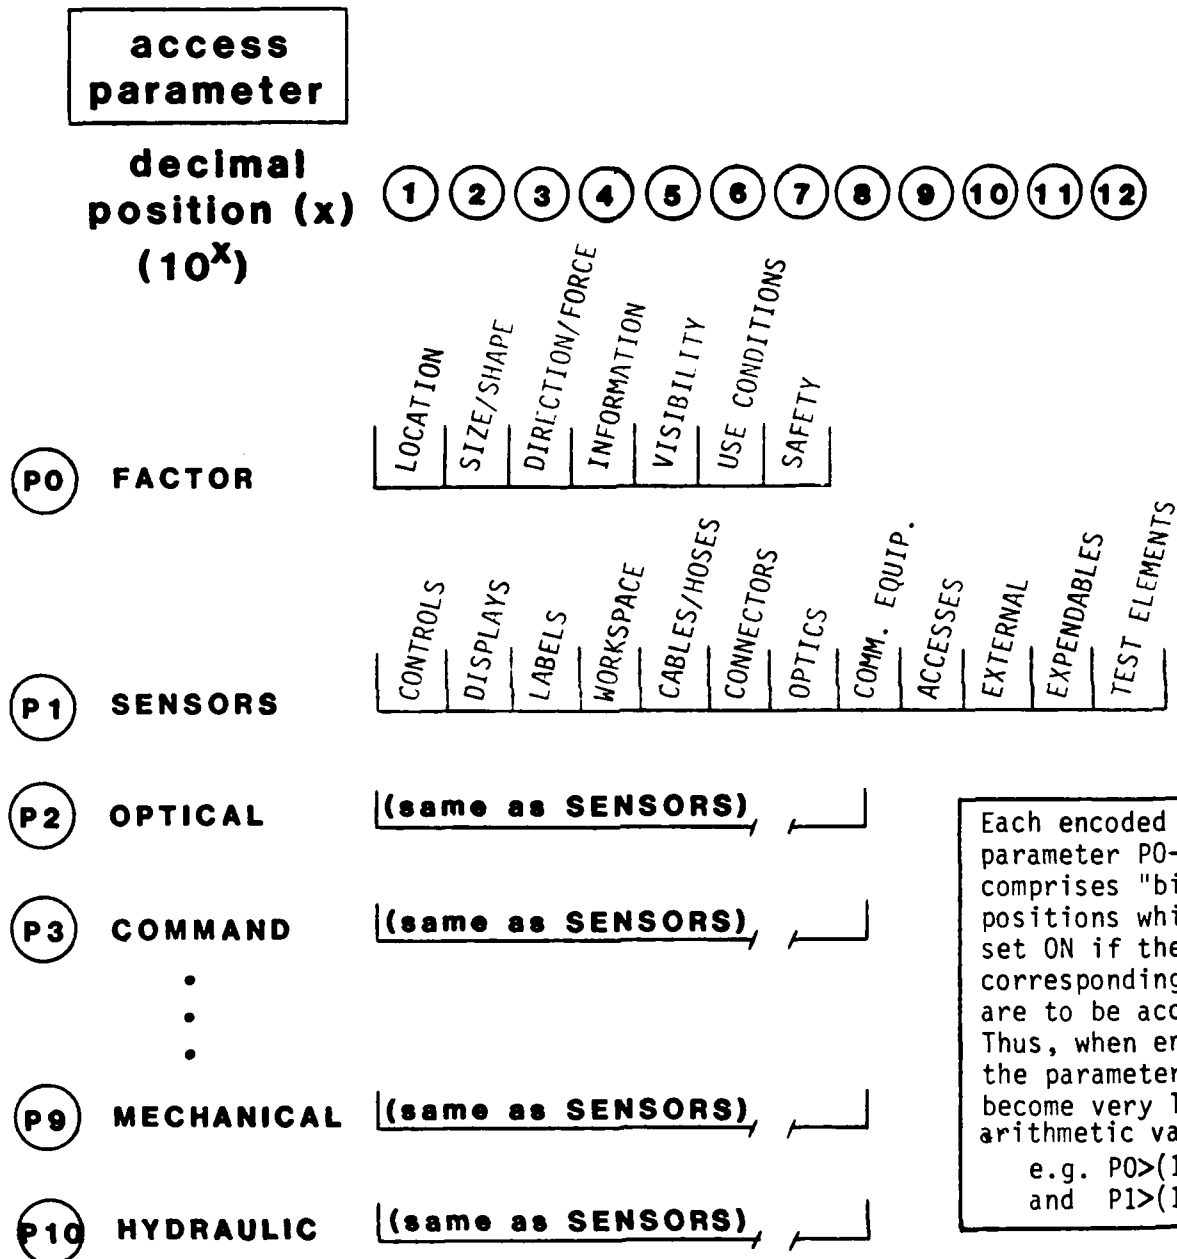 access
parameter
decimal
position (x)
(10^x)
1 2 3 4 5 6 7 8 9 10 11 12
LOCATION
SIZE/SHAPE
DIRECTION/FORCE
INFORMATION
VISIBILITY
USE CONDITIONS
SAFETY
P0 FACTOR
CONTROLS
DISPLAYS
LABELS
WORKSPACE
CABLES/HOSES
CONNECTORS
OPTICS
COMM. EQUIP.
ACCESSES
EXTERNAL
EXPENDABLES
TEST ELEMENTS
P1 SENSORS
P2 OPTICAL (same as SENSORS)
P3 COMMAND (same as SENSORS)
P9 MECHANICAL (same as SENSORS)
P10 HYDRAULIC (same as SENSORS)
Each encoded
parameter P0-
comprises "bi
positions whi
set ON if the
corresponding
are to be acc
Thus, when en
the parameter
become very l
arithmetic va
e.g. P0>(1
and P1>(1